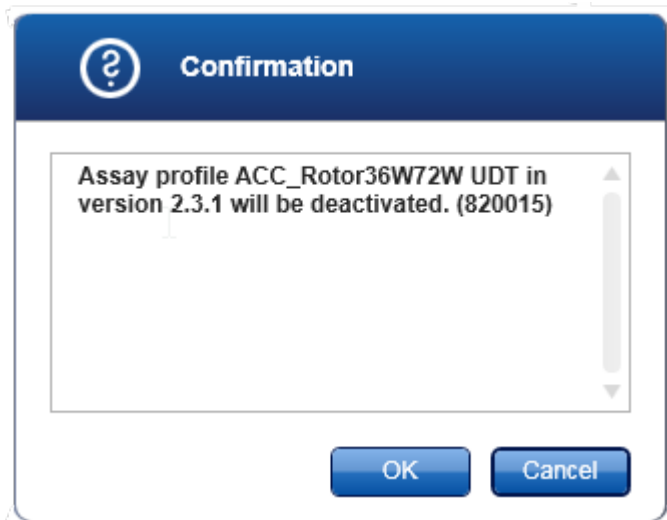 Confirmation
Assay profile ACC_Rotor36W72W UDT in
version 2.3.1 will be deactivated. (820015)
OK
Cancel